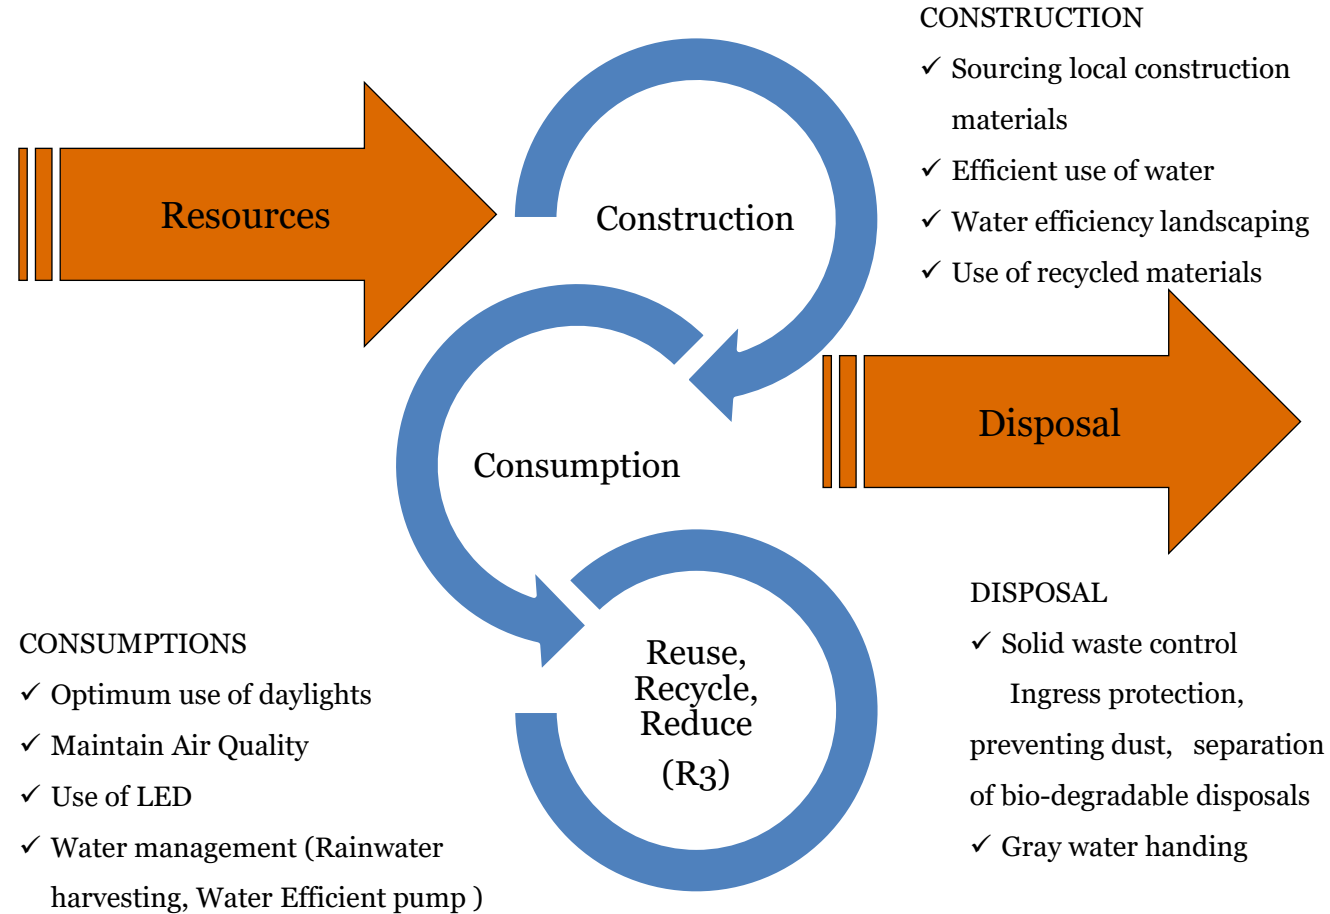 CONSTRUCTION
✓ Sourcing local construction
materials
✓ Efficient use of water
✓ Water efficiency landscaping
✓ Use of recycled materials
Resources
Construction
Disposal
Consumption
Reuse,
Recycle,
Reduce
(R3)
CONSUMPTIONS
✓ Optimum use of daylights
✓ Maintain Air Quality
✓ Use of LED
✓ Water management (Rainwater
harvesting, Water Efficient pump )
DISPOSAL
✓ Solid waste control
Ingress protection,
preventing dust, separation
of bio-degradable disposals
✓ Gray water handing